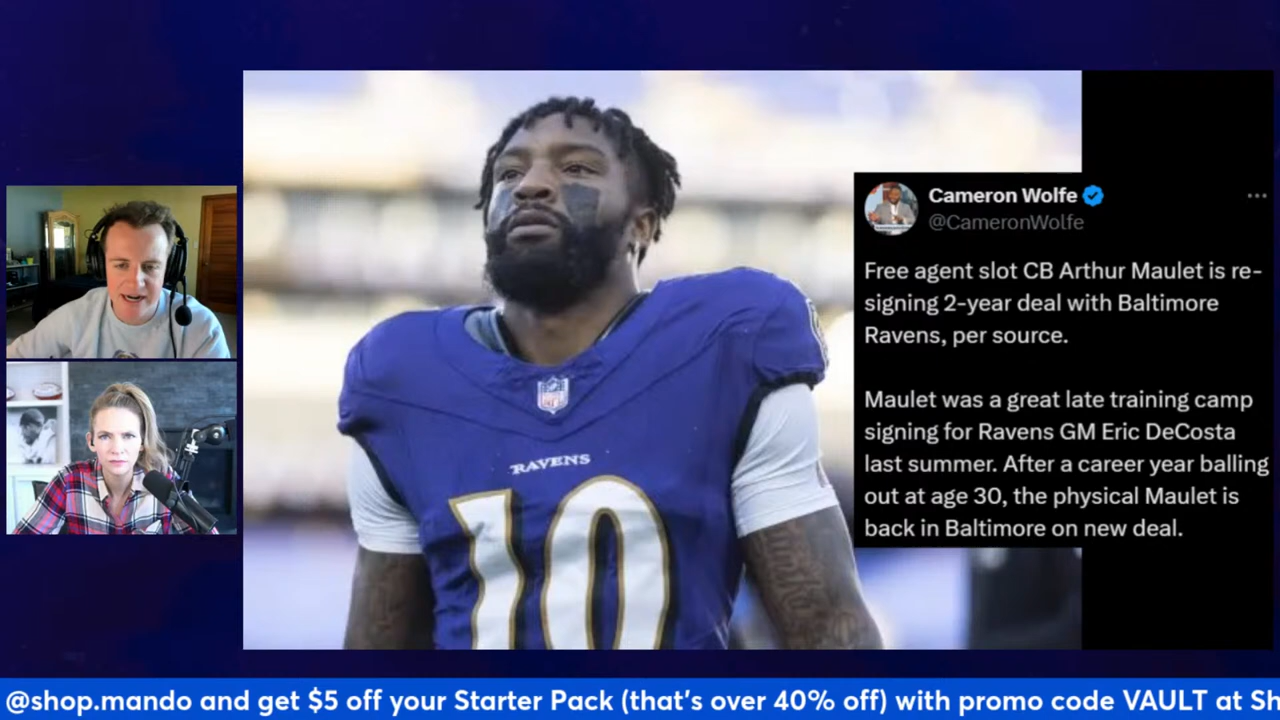 Cameron Wolfe
@CameronWolfe
Free agent slot CB Arthur Maulet is re-
signing 2-year deal with Baltimore
Ravens, per source.
Maulet was a great late training camp
signing for Ravens GM Eric DeCosta
last summer. After a career year balling
out at age 30, the physical Maulet is
back in Baltimore on new deal.
NFL
RAVENS
10
@shop.mando and get $5 off your Starter Pack (that's over 40% off) with promo code VAULT at Sh